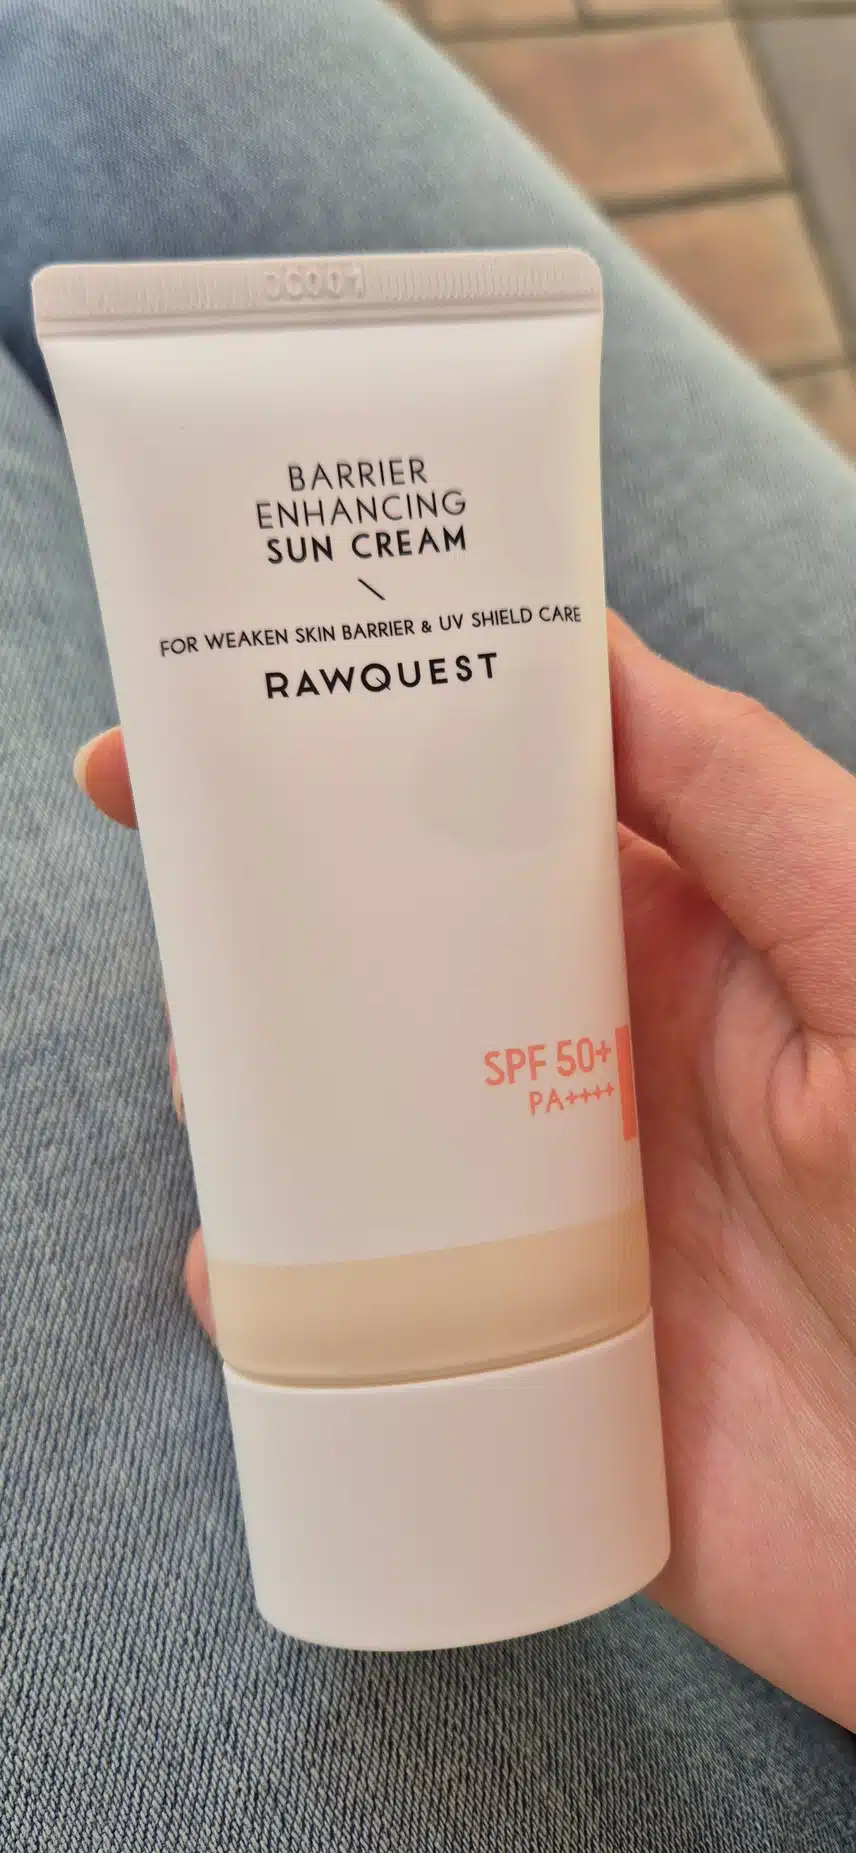 BARRIER
ENHANCING
SUN CREAM
FOR WEAKEN SKIN BARRIER & UV SHIELD CARE
RAWQUEST
SPF 50+
PA++++